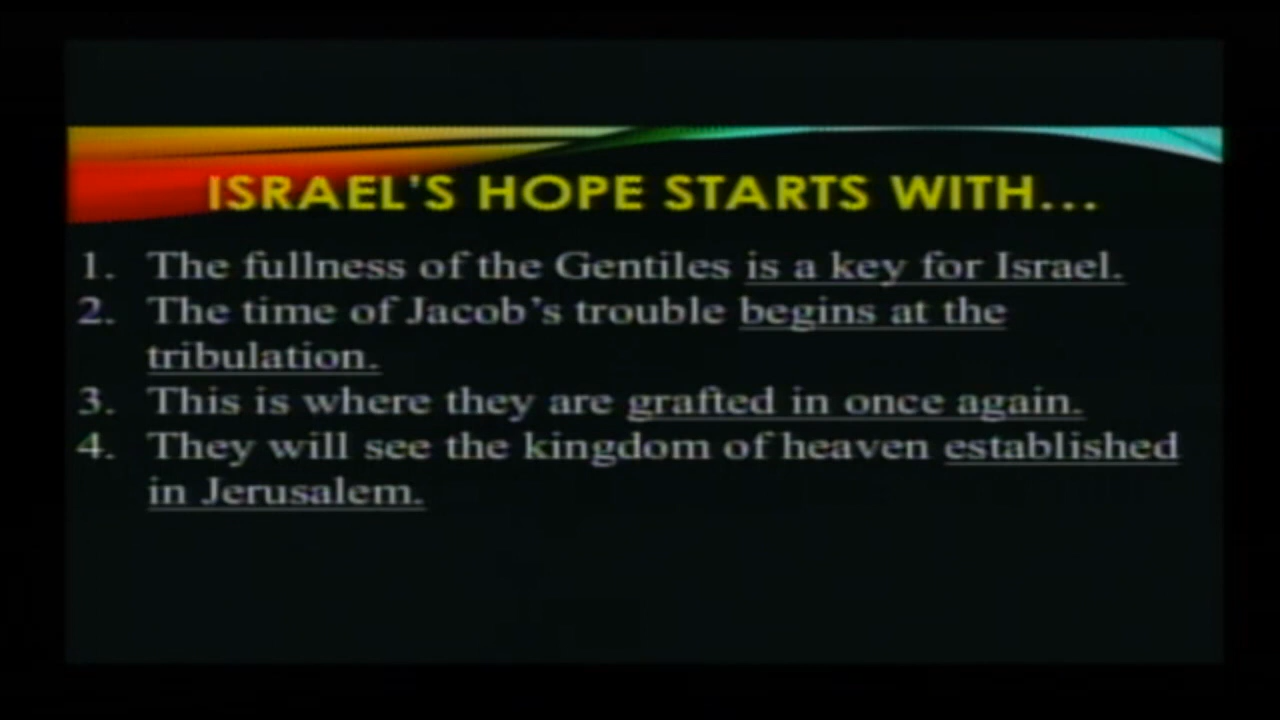 ISRAEL'S HOPE STARTS WITH...
1. The fullness of the Gentiles is a key for Israel.
2. The time of Jacob's trouble begins at the
tribulation.
3. This is where they are grafted in once again.
4. They will see the kingdom of heaven established
in Jerusalem.